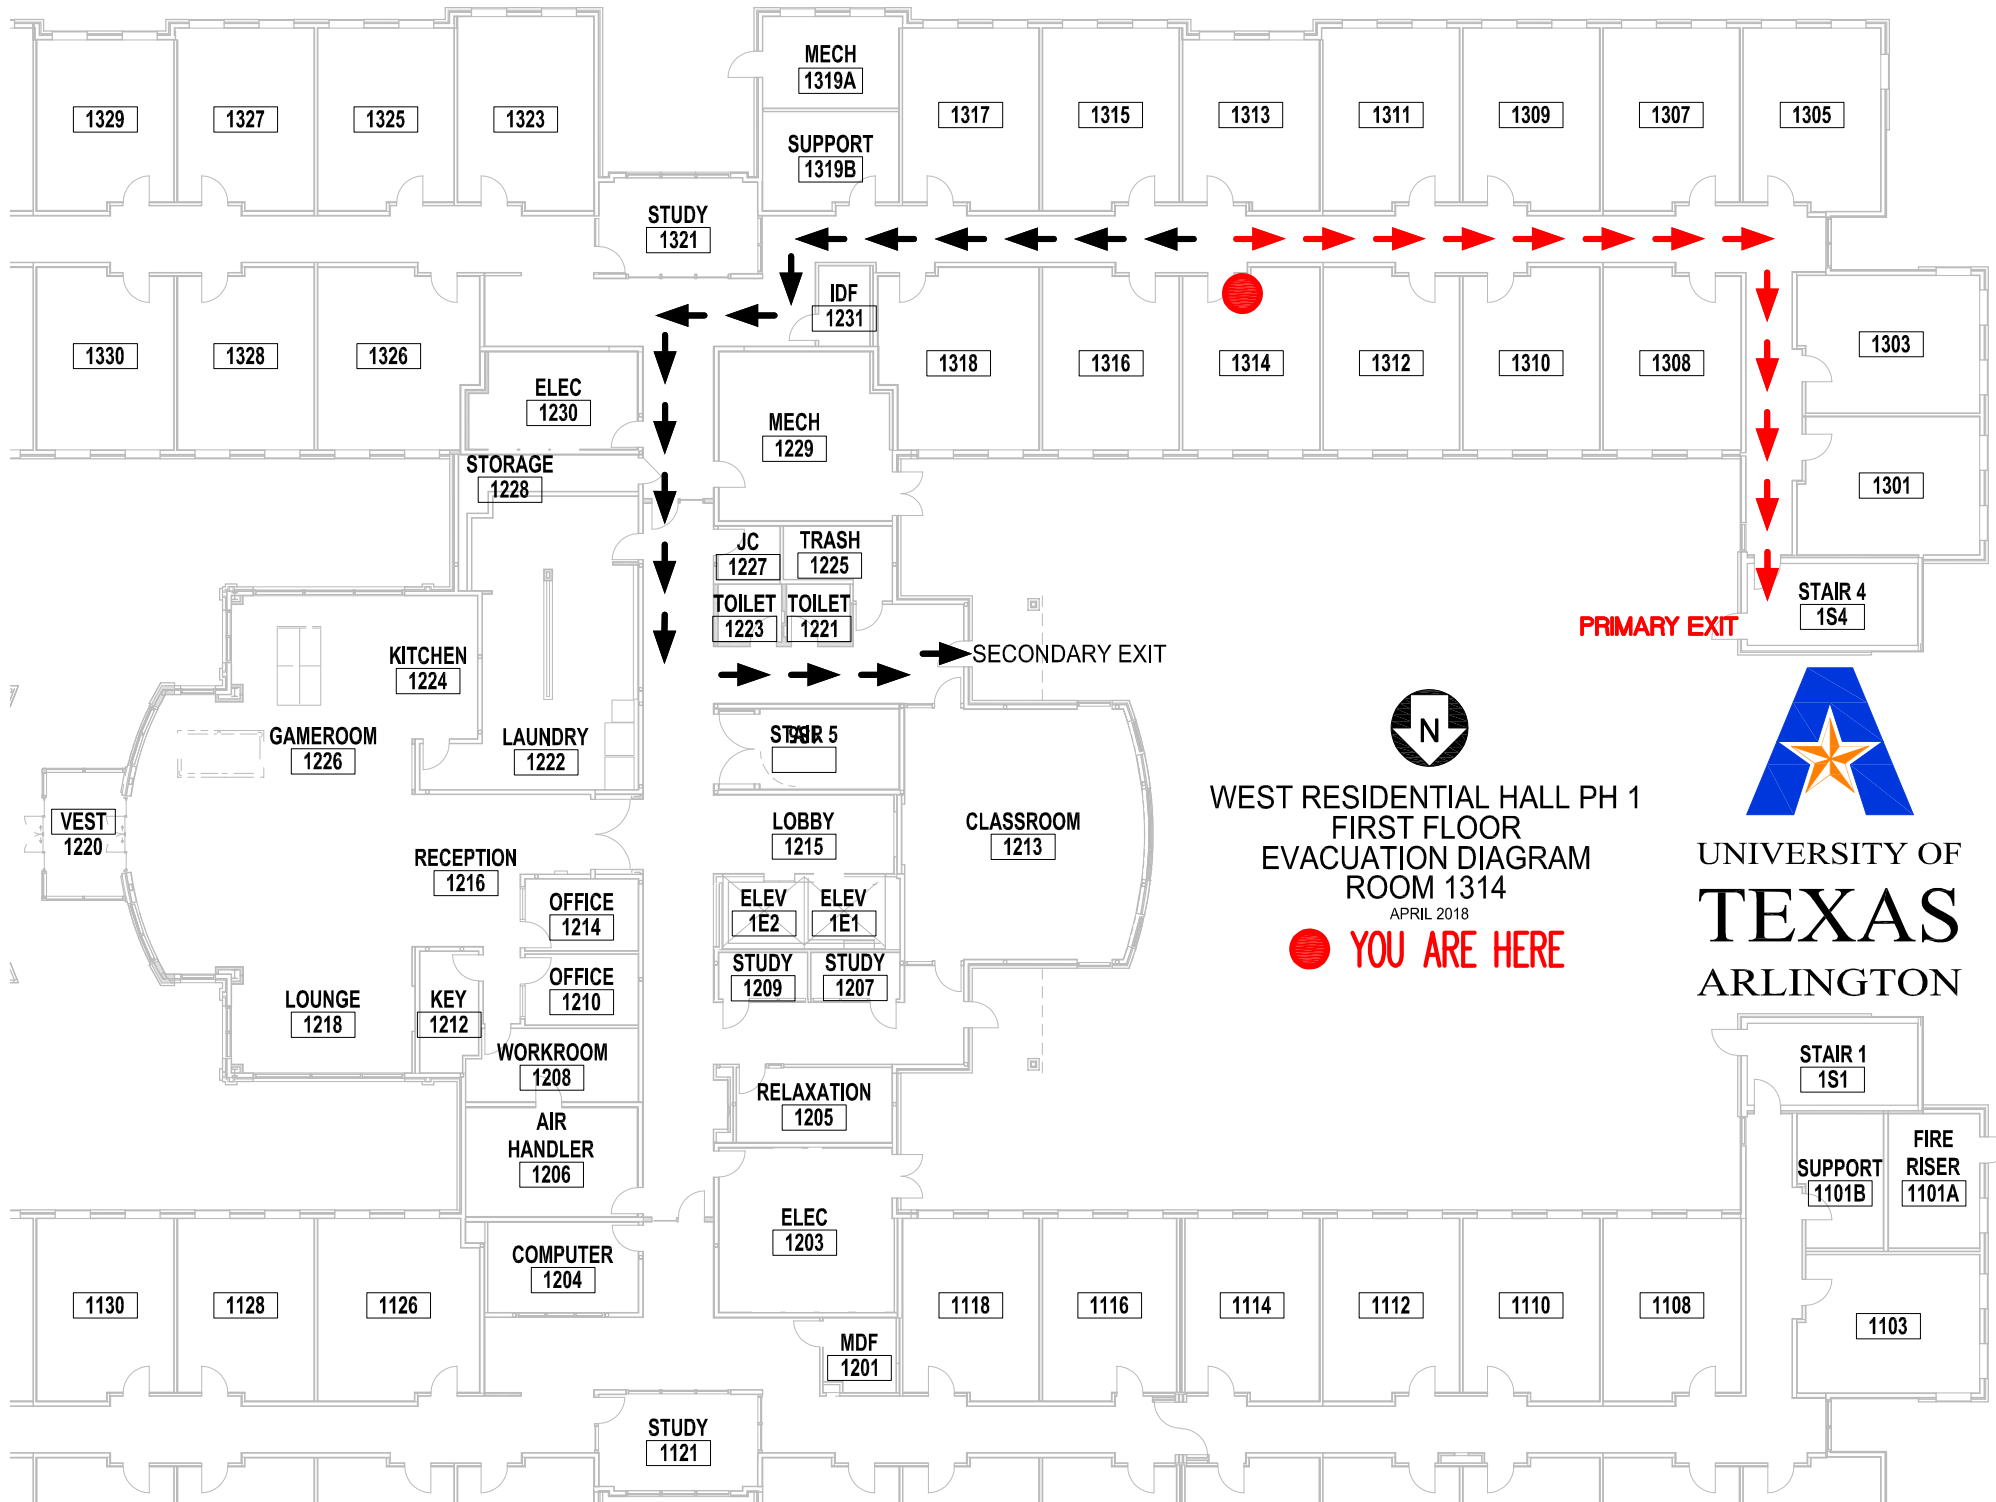 MECH
1319A
1329
1327
1325
1323
1317
1315
1313
1311
1309
1307
1305
SUPPORT
1319B
STUDY
1321
IDF
1231
1330
1328
1326
1318
1316
1314
1312
1310
1308
1303
ELEC
1230
MECH
1229
STORAGE
1228
1301
JC
1227
TRASH
1225
TOILET
1223
TOILET
1221
STAIR 4
1S4
PRIMARY EXIT
SECONDARY EXIT
KITCHEN
1224
GAMEROOM
1226
LAUNDRY
1222
STAIR 5
N
VEST
1220
LOBBY
1215
CLASSROOM
1213
RECEPTION
1216
WEST RESIDENTIAL HALL PH 1
FIRST FLOOR
EVACUATION DIAGRAM
ROOM 1314
APRIL 2018
YOU ARE HERE
UNIVERSITY OF
TEXAS
ARLINGTON
OFFICE
1214
ELEV
1E2
ELEV
1E1
OFFICE
1210
STUDY
1209
STUDY
1207
LOUNGE
1218
KEY
1212
WORKROOM
1208
STAIR 1
1S1
RELAXATION
1205
AIR
HANDLER
1206
SUPPORT
1101B
FIRE
RISER
1101A
ELEC
1203
COMPUTER
1204
1130
1128
1126
1118
1116
1114
1112
1110
1108
1103
MDF
1201
STUDY
1121